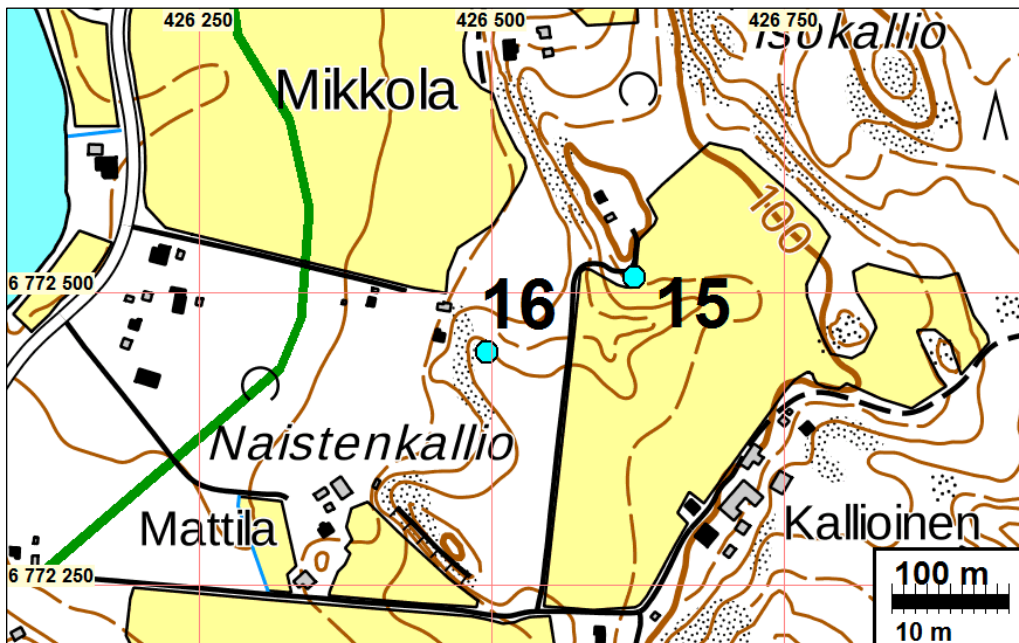 426 250
426 500
426 750
Isokallio
Mikkola
100
6 772 500
16
15
Naistenkallio
Mattila
Kallioinen
6 772 250
100 m
10 m